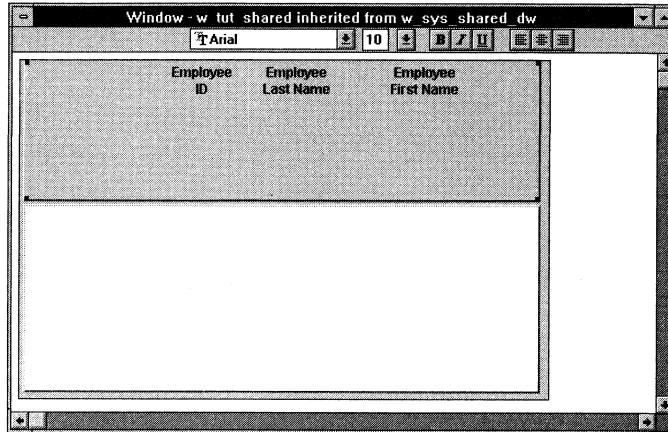 Window - w_tut_shared inherited from w_sys_shared_dw
Arial 10 B I U
Employee ID
Employee Last Name
Employee First Name